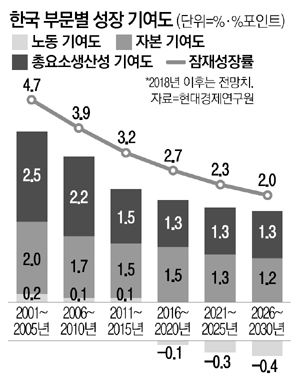 한국 부문별 성장 기여도 (단위=%·%포인트)
노동 기여도 자본 기여도
총요소생산성 기여도 잠재성장률
*2018년 이후는 전망치.
자료=현대경제연구원
4.7 3.9 3.2 2.7 2.3 2.0
2.5 2.2 1.5 1.3 1.3 1.3
2.0 1.7 1.5 1.5 1.3 1.2
0.2 0.1 0.1
2001~ 2006~ 2011~ 2016~ 2021~ 2026~
2005년 2010년 2015년 2020년 2025년 2030년
-0.1 -0.3 -0.4